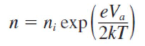 n = n_i exp(eV_a / 2kT)